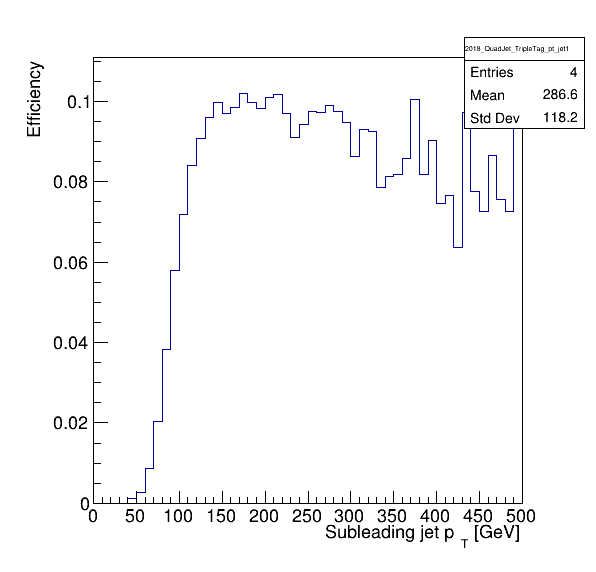 2018_QuadJet_TripleTag_pt_jet1
Entries 4
Mean 286.6
Std Dev 118.2
Efficiency
0.1
0.08
0.06
0.04
0.02
0
0 50 100 150 200 250 300 350 400 450 500
Subleading jet p T [GeV]